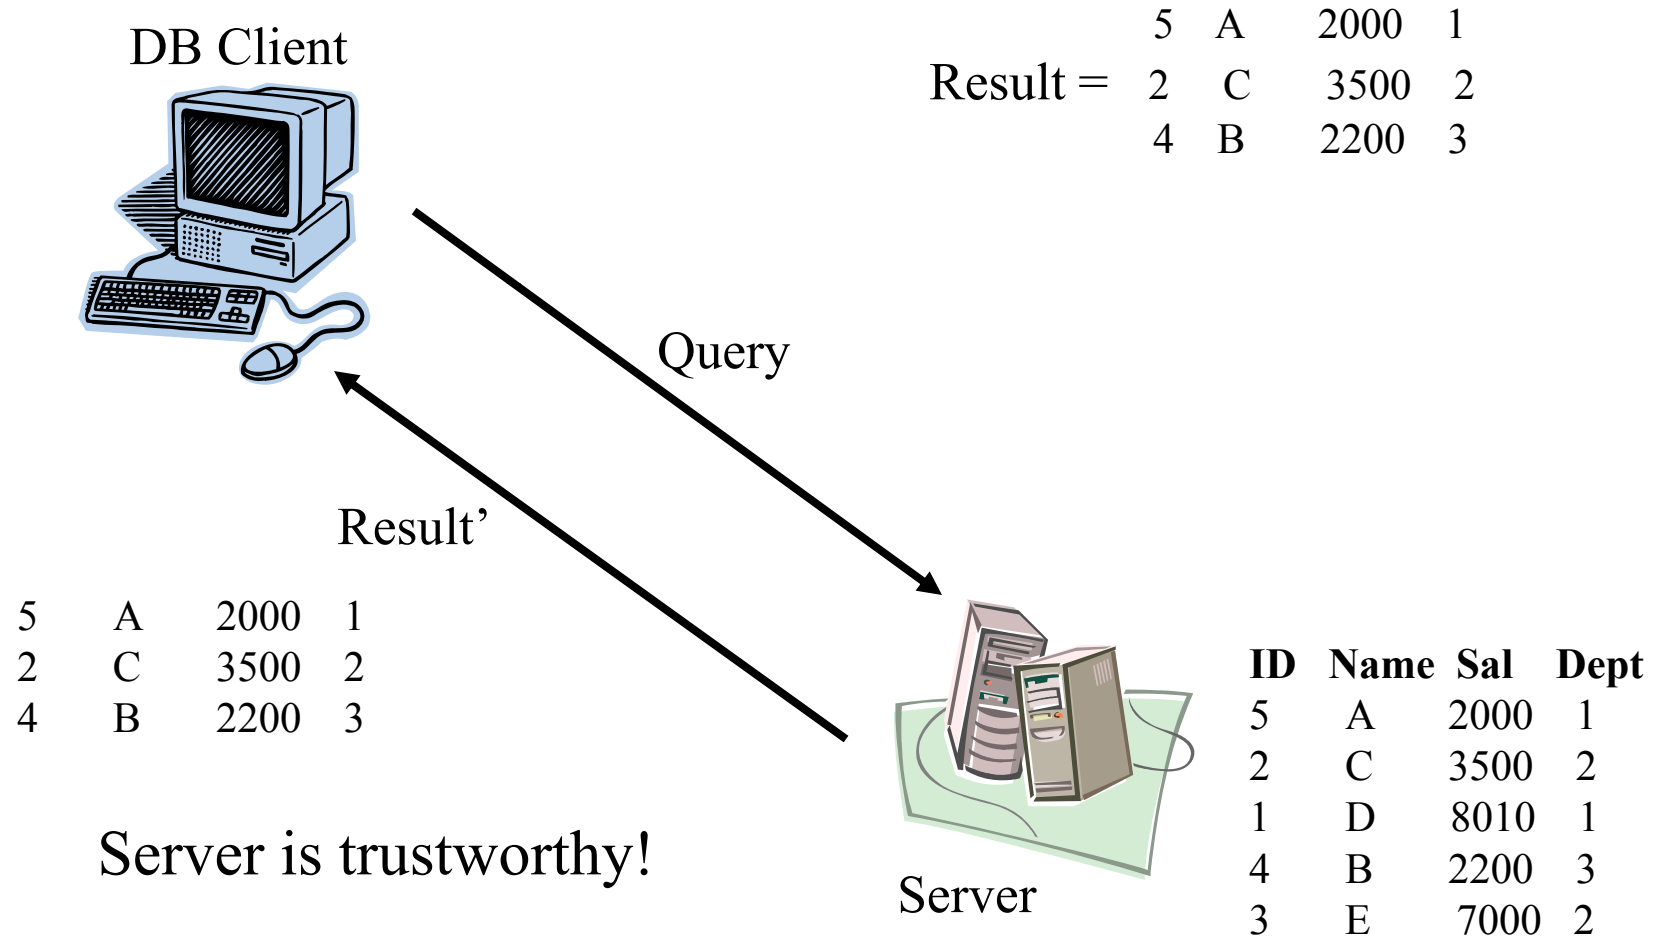 DB Client
5 A 2000 1
Result = 2 C 3500 2
4 B 2200 3
Query
Result’
5 A 2000 1
2 C 3500 2
4 B 2200 3
Server is trustworthy!
Server
ID Name Sal Dept
5 A 2000 1
2 C 3500 2
1 D 8010 1
4 B 2200 3
3 E 7000 2